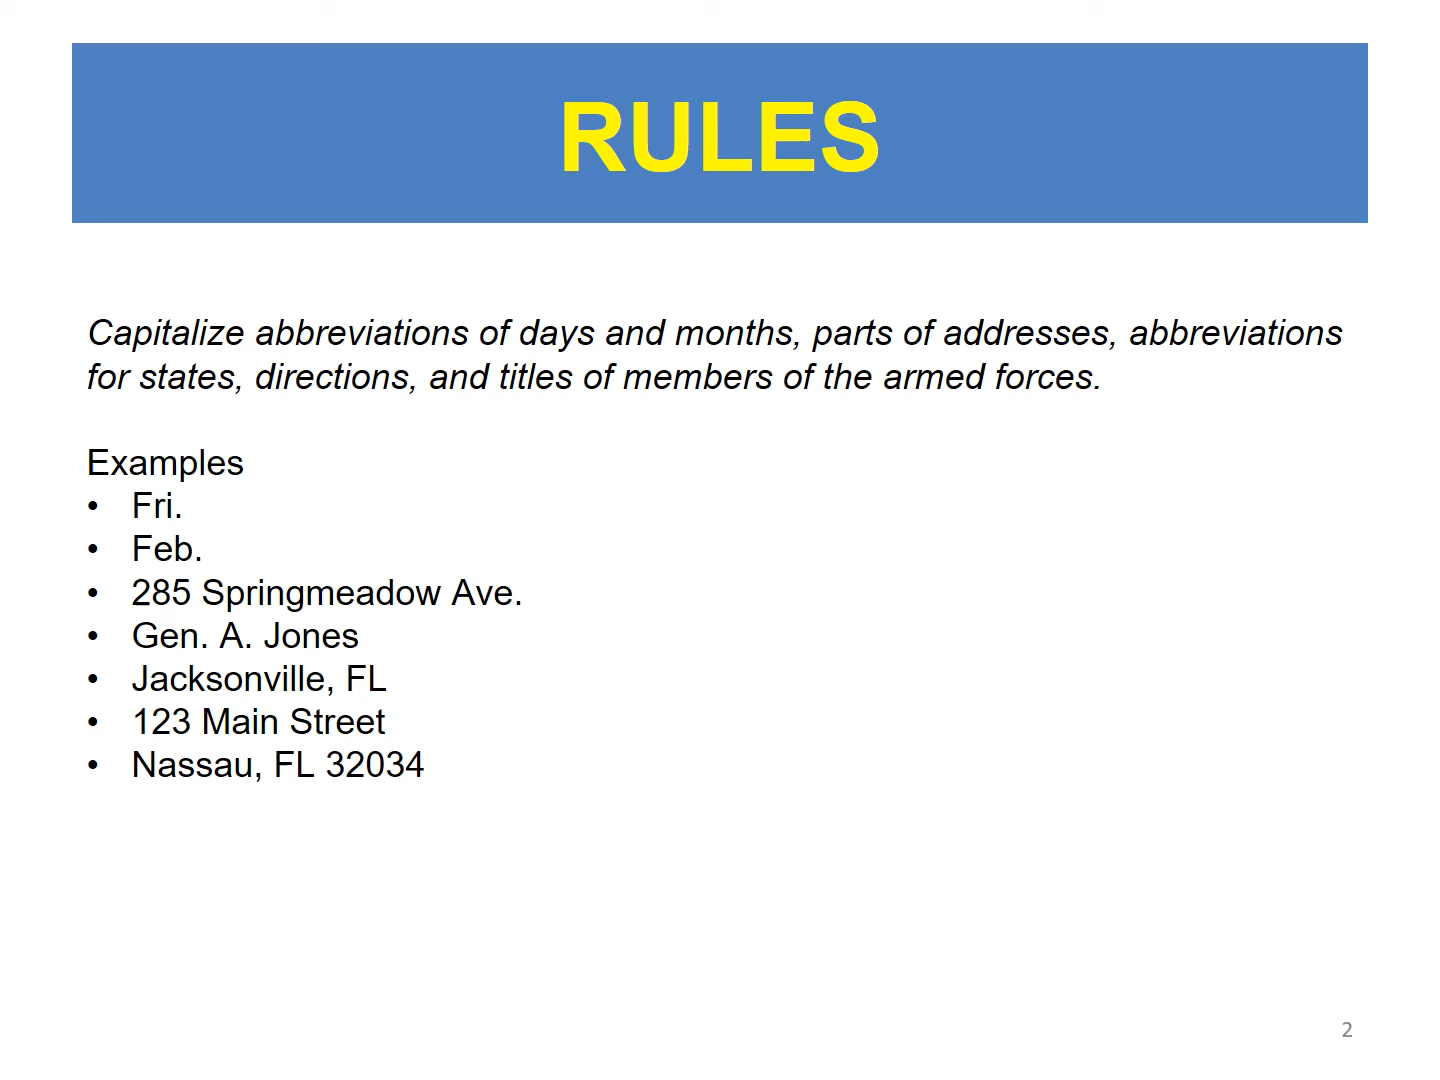 RULES
Capitalize abbreviations of days and months, parts of addresses, abbreviations
for states, directions, and titles of members of the armed forces.
Examples
• Fri.
• Feb.
• 285 Springmeadow Ave.
• Gen. A. Jones
• Jacksonville, FL
• 123 Main Street
• Nassau, FL 32034
2